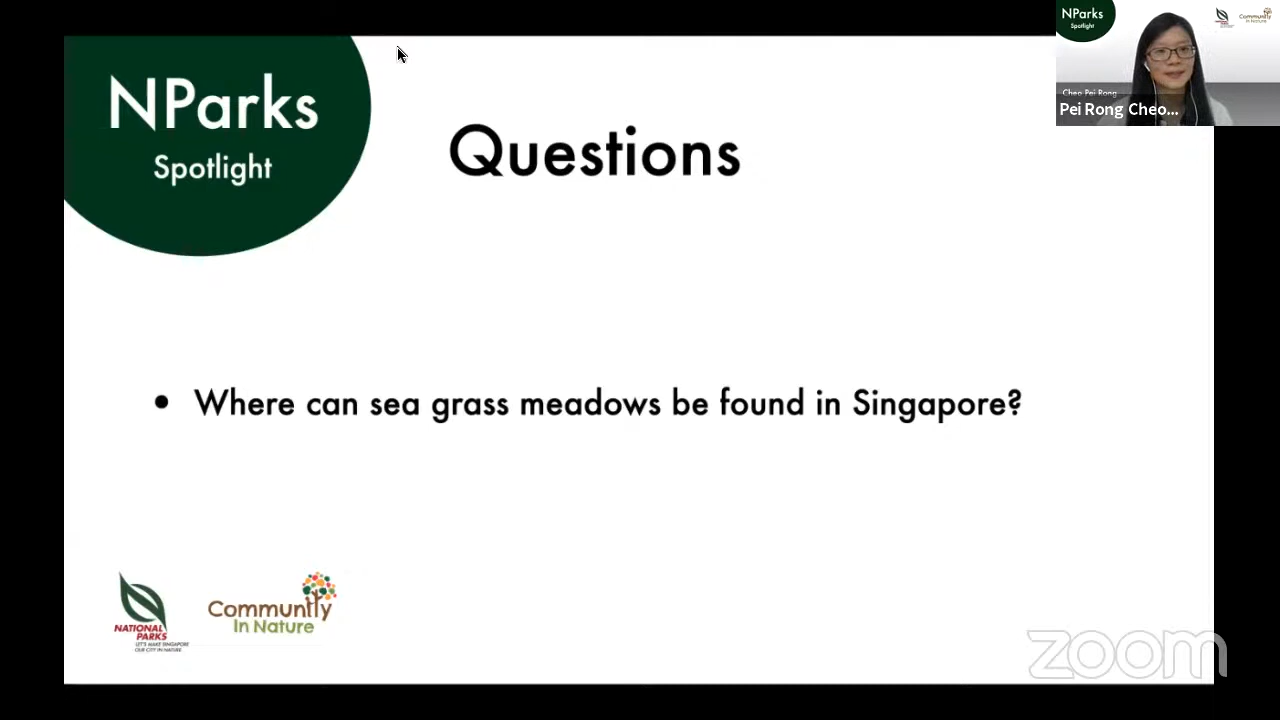 NParks
Spotlight
Questions
• Where can sea grass meadows be found in Singapore?
NATIONAL
PARKS
LET'S MAKE SINGAPORE
OUR CITY IN NATURE
Community
In Nature
zoom
NParks
Spotlight
Community
In Nature
Cheo Pei Rong
Pei Rong Cheo...